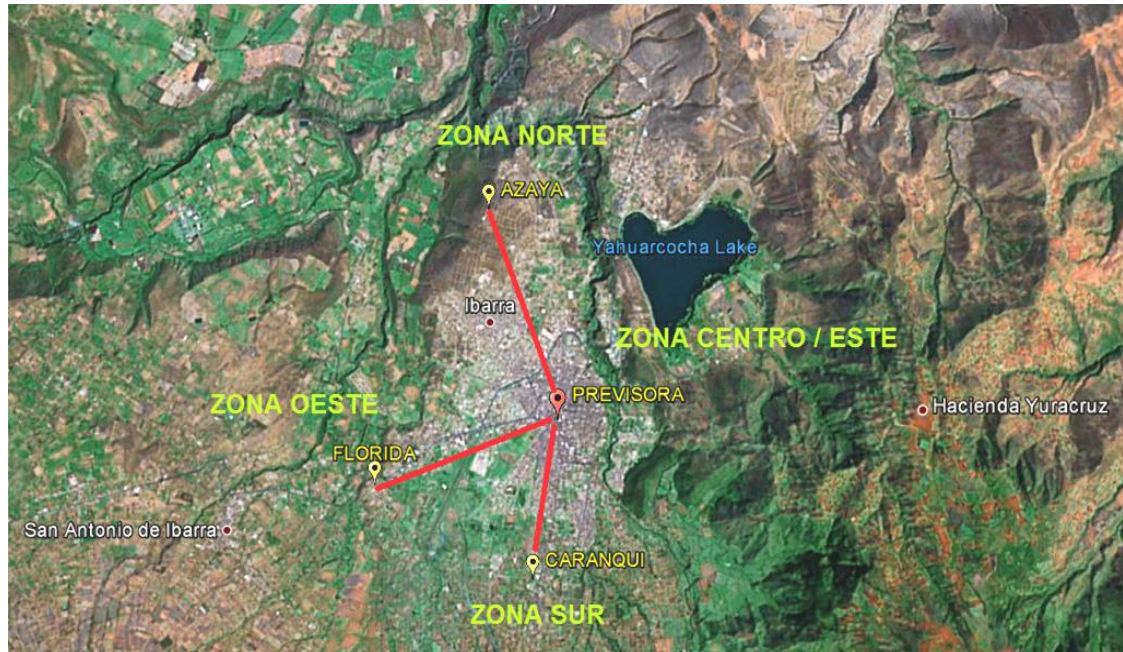 ZONA NORTE
AZAYA
Yahuarcocha Lake
Ibarra
ZONA CENTRO / ESTE
PREVISORA
ZONA OESTE
Hacienda Yuracruz
FLORIDA
San Antonio de Ibarra
CARANQUI
ZONA SUR